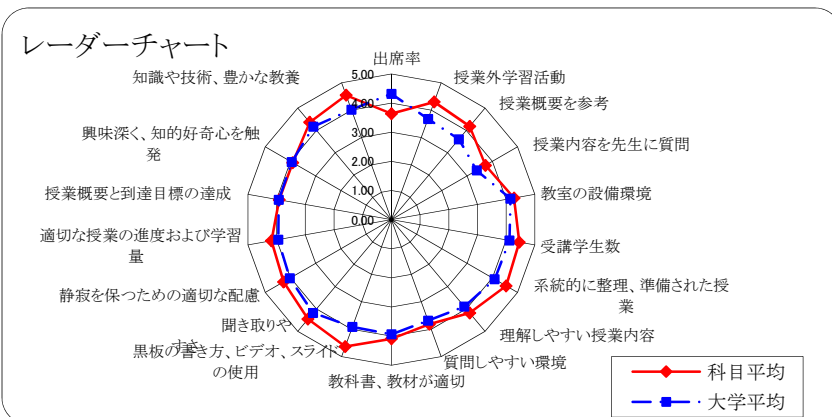 レーダーチャート
出席率
授業外学習活動
授業概要を参考
授業内容を先生に質問
教室の設備環境
受講学生数
系統的に整理、準備された授
業
理解しやすい授業内容
質問しやすい環境
教科書、教材が適切
黒板の書き方、ビデオ、スライド
の使用
聞き取りや
すさ
静寂を保つための適切な配慮
適切な授業の進度および学習
量
授業概要と到達目標の達成
興味深く、知的好奇心を触
発
知識や技術、豊かな教養
5.00
4.00
3.00
2.00
1.00
0.00
科目平均
大学平均